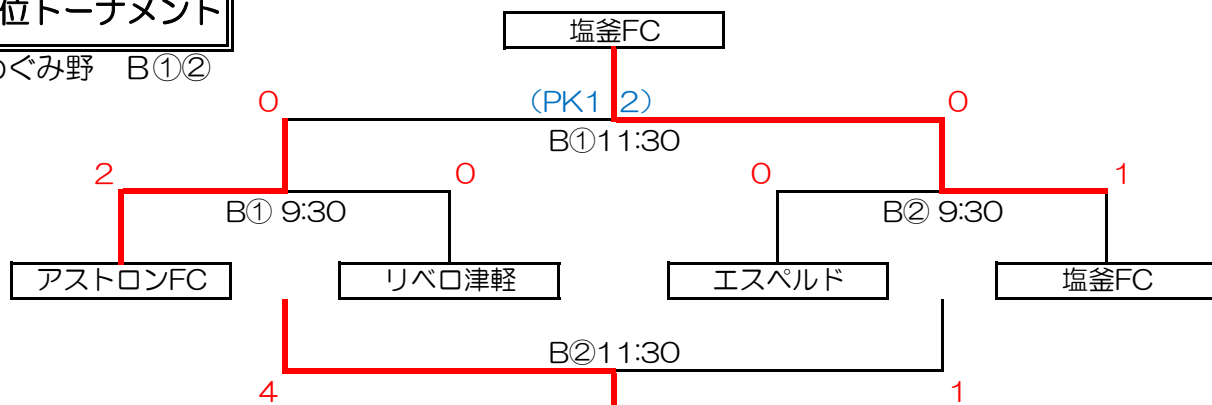 位トーナメント
ぐみ野 B①②
塩釜FC
0
(PK1 2)
0
B①11:30
2
0
0
1
B① 9:30
B② 9:30
アストロンFC
リベロ津軽
エスペルド
塩釜FC
B②11:30
4
1